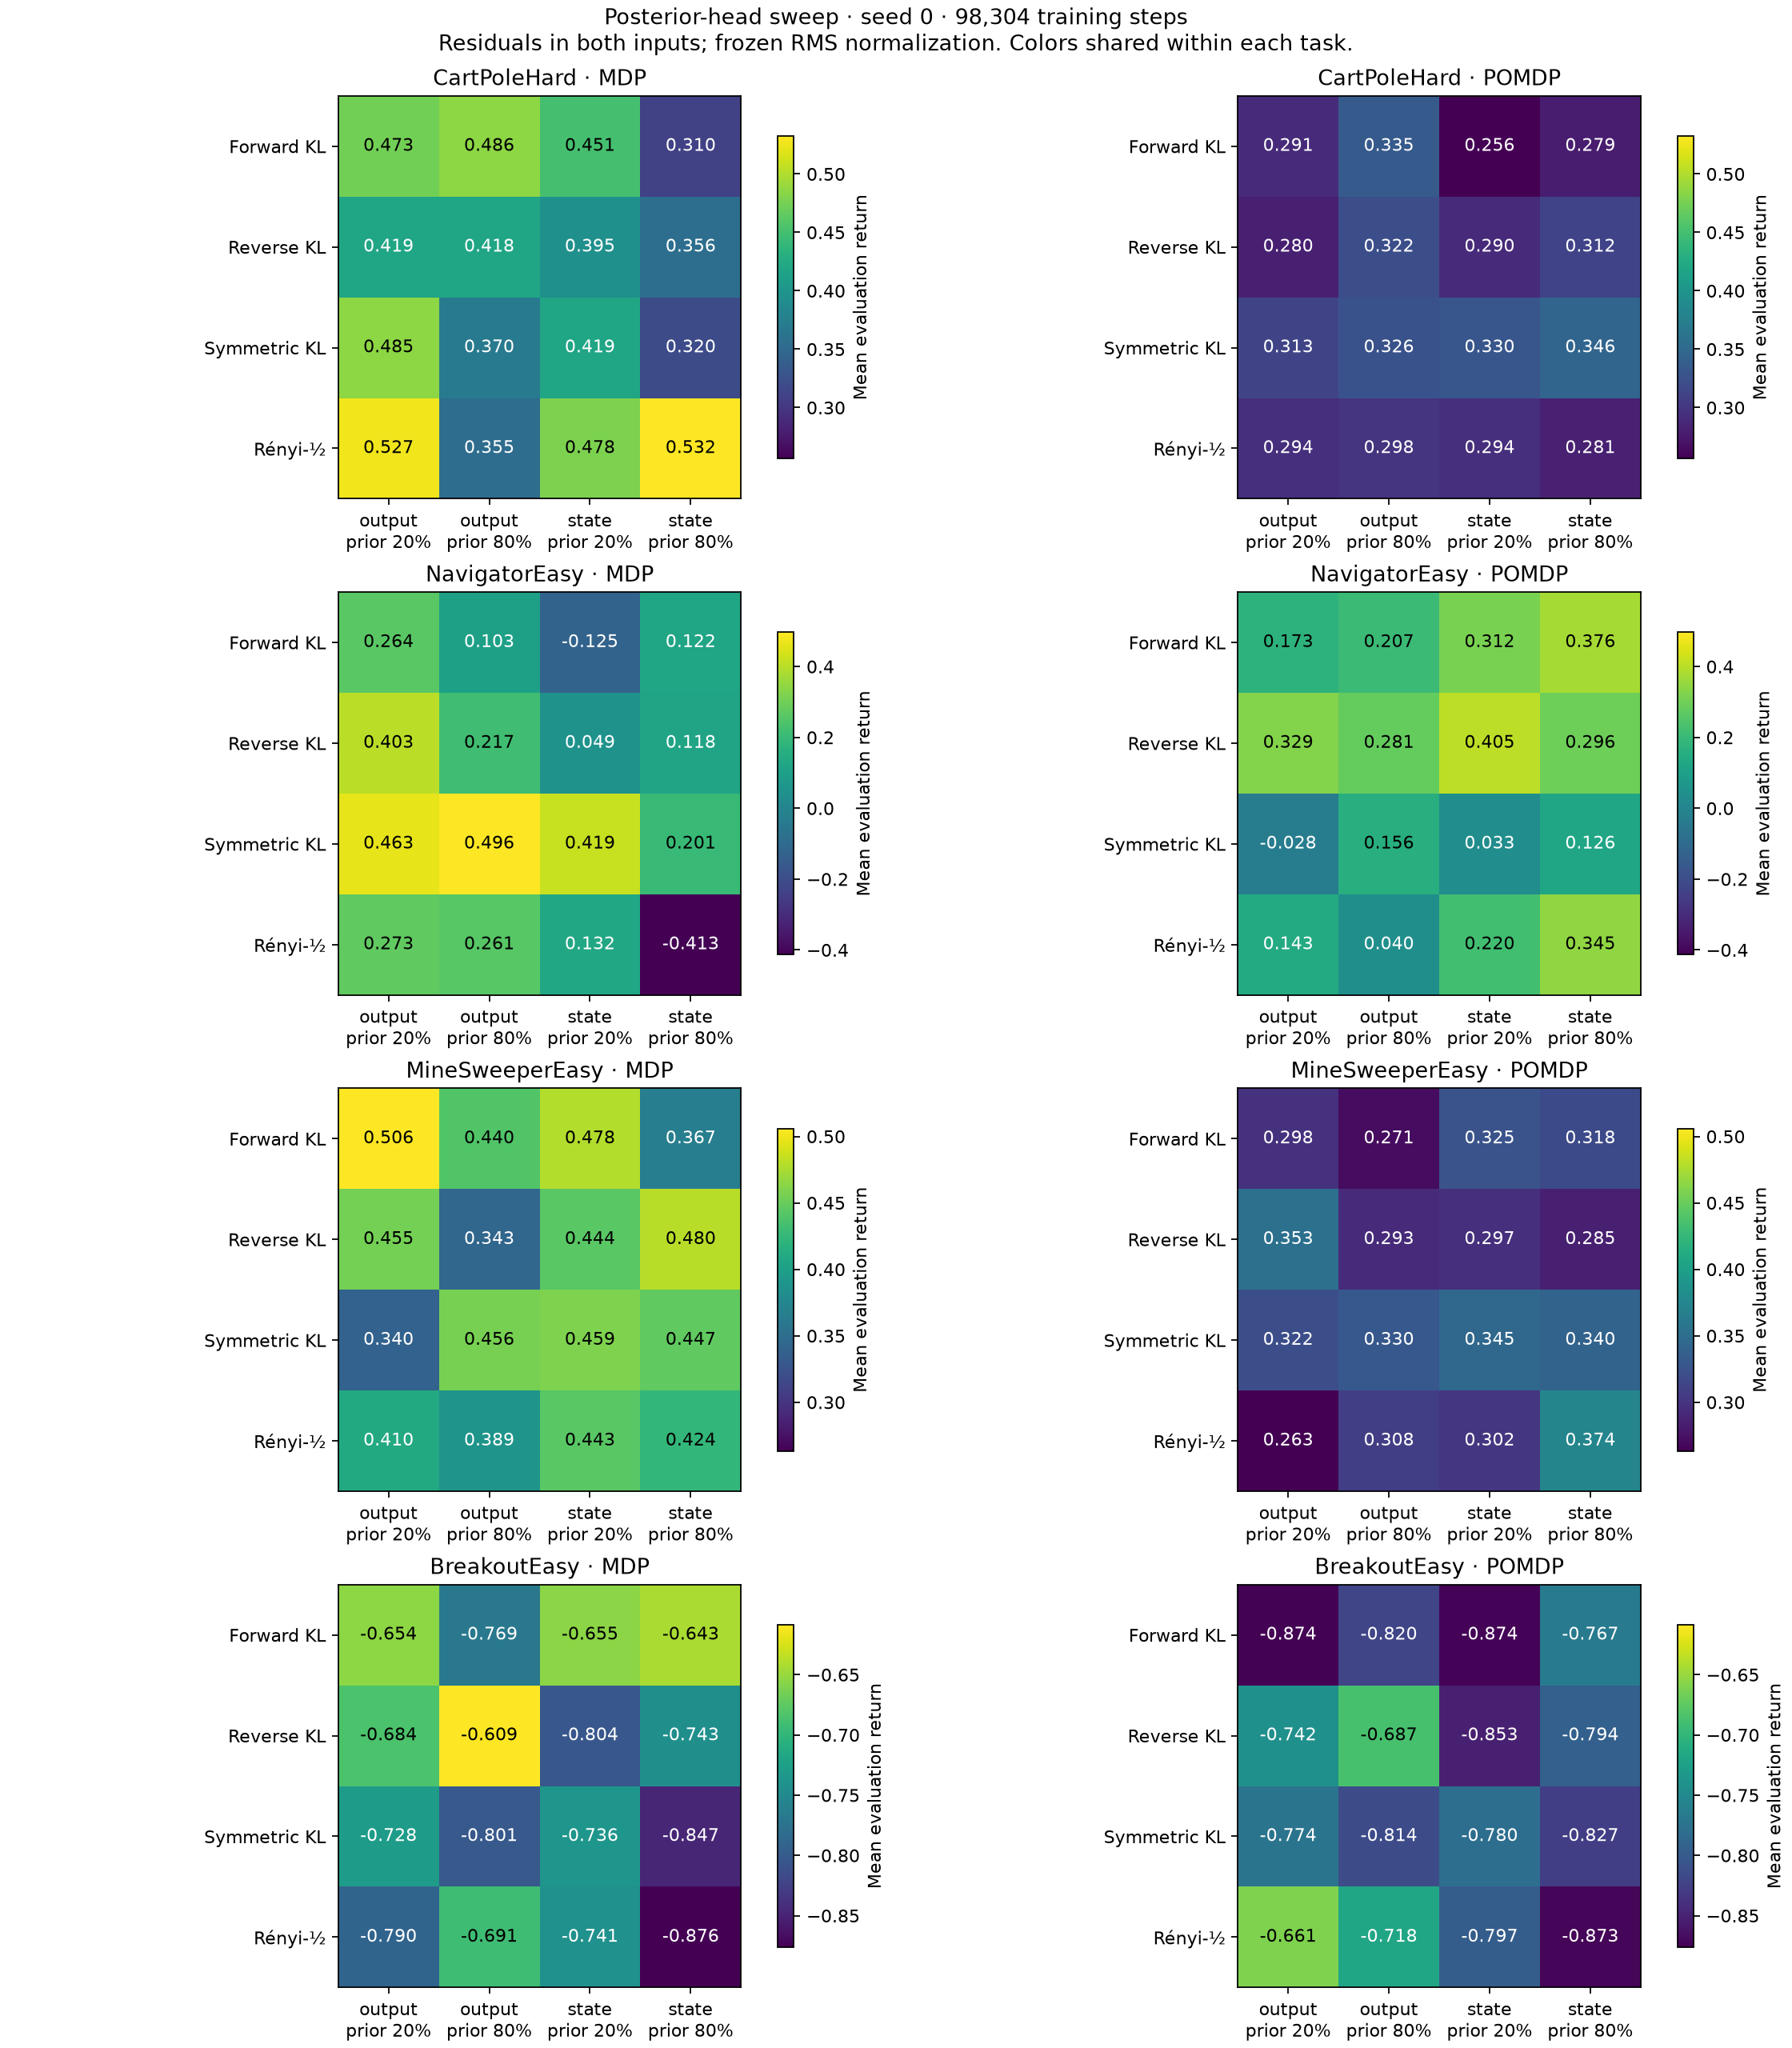 Posterior-head sweep · seed 0 · 98,304 training steps
Residuals in both inputs; frozen RMS normalization. Colors shared within each task.
CartPoleHard · MDP
Forward KL 0.473 0.486 0.451 0.310
Reverse KL 0.419 0.418 0.395 0.356
Symmetric KL 0.485 0.370 0.419 0.320
Rényi-½ 0.527 0.355 0.478 0.532
output prior 20% output prior 80% state prior 20% state prior 80%
0.50
0.45
0.40
0.35
0.30
Mean evaluation return
CartPoleHard · POMDP
Forward KL 0.291 0.335 0.256 0.279
Reverse KL 0.280 0.322 0.290 0.312
Symmetric KL 0.313 0.326 0.330 0.346
Rényi-½ 0.294 0.298 0.294 0.281
output prior 20% output prior 80% state prior 20% state prior 80%
0.50
0.45
0.40
0.35
0.30
Mean evaluation return
NavigatorEasy · MDP
Forward KL 0.264 0.103 -0.125 0.122
Reverse KL 0.403 0.217 0.049 0.118
Symmetric KL 0.463 0.496 0.419 0.201
Rényi-½ 0.273 0.261 0.132 -0.413
output prior 20% output prior 80% state prior 20% state prior 80%
0.4
0.2
0.0
−0.2
−0.4
Mean evaluation return
NavigatorEasy · POMDP
Forward KL 0.173 0.207 0.312 0.376
Reverse KL 0.329 0.281 0.405 0.296
Symmetric KL -0.028 0.156 0.033 0.126
Rényi-½ 0.143 0.040 0.220 0.345
output prior 20% output prior 80% state prior 20% state prior 80%
0.4
0.2
0.0
−0.2
−0.4
Mean evaluation return
MineSweeperEasy · MDP
Forward KL 0.506 0.440 0.478 0.367
Reverse KL 0.455 0.343 0.444 0.480
Symmetric KL 0.340 0.456 0.459 0.447
Rényi-½ 0.410 0.389 0.443 0.424
output prior 20% output prior 80% state prior 20% state prior 80%
0.50
0.45
0.40
0.35
0.30
Mean evaluation return
MineSweeperEasy · POMDP
Forward KL 0.298 0.271 0.325 0.318
Reverse KL 0.353 0.293 0.297 0.285
Symmetric KL 0.322 0.330 0.345 0.340
Rényi-½ 0.263 0.308 0.302 0.374
output prior 20% output prior 80% state prior 20% state prior 80%
0.50
0.45
0.40
0.35
0.30
Mean evaluation return
BreakoutEasy · MDP
Forward KL -0.654 -0.769 -0.655 -0.643
Reverse KL -0.684 -0.609 -0.804 -0.743
Symmetric KL -0.728 -0.801 -0.736 -0.847
Rényi-½ -0.790 -0.691 -0.741 -0.876
output prior 20% output prior 80% state prior 20% state prior 80%
−0.65
−0.70
−0.75
−0.80
−0.85
Mean evaluation return
BreakoutEasy · POMDP
Forward KL -0.874 -0.820 -0.874 -0.767
Reverse KL -0.742 -0.687 -0.853 -0.794
Symmetric KL -0.774 -0.814 -0.780 -0.827
Rényi-½ -0.661 -0.718 -0.797 -0.873
output prior 20% output prior 80% state prior 20% state prior 80%
−0.65
−0.70
−0.75
−0.80
−0.85
Mean evaluation return